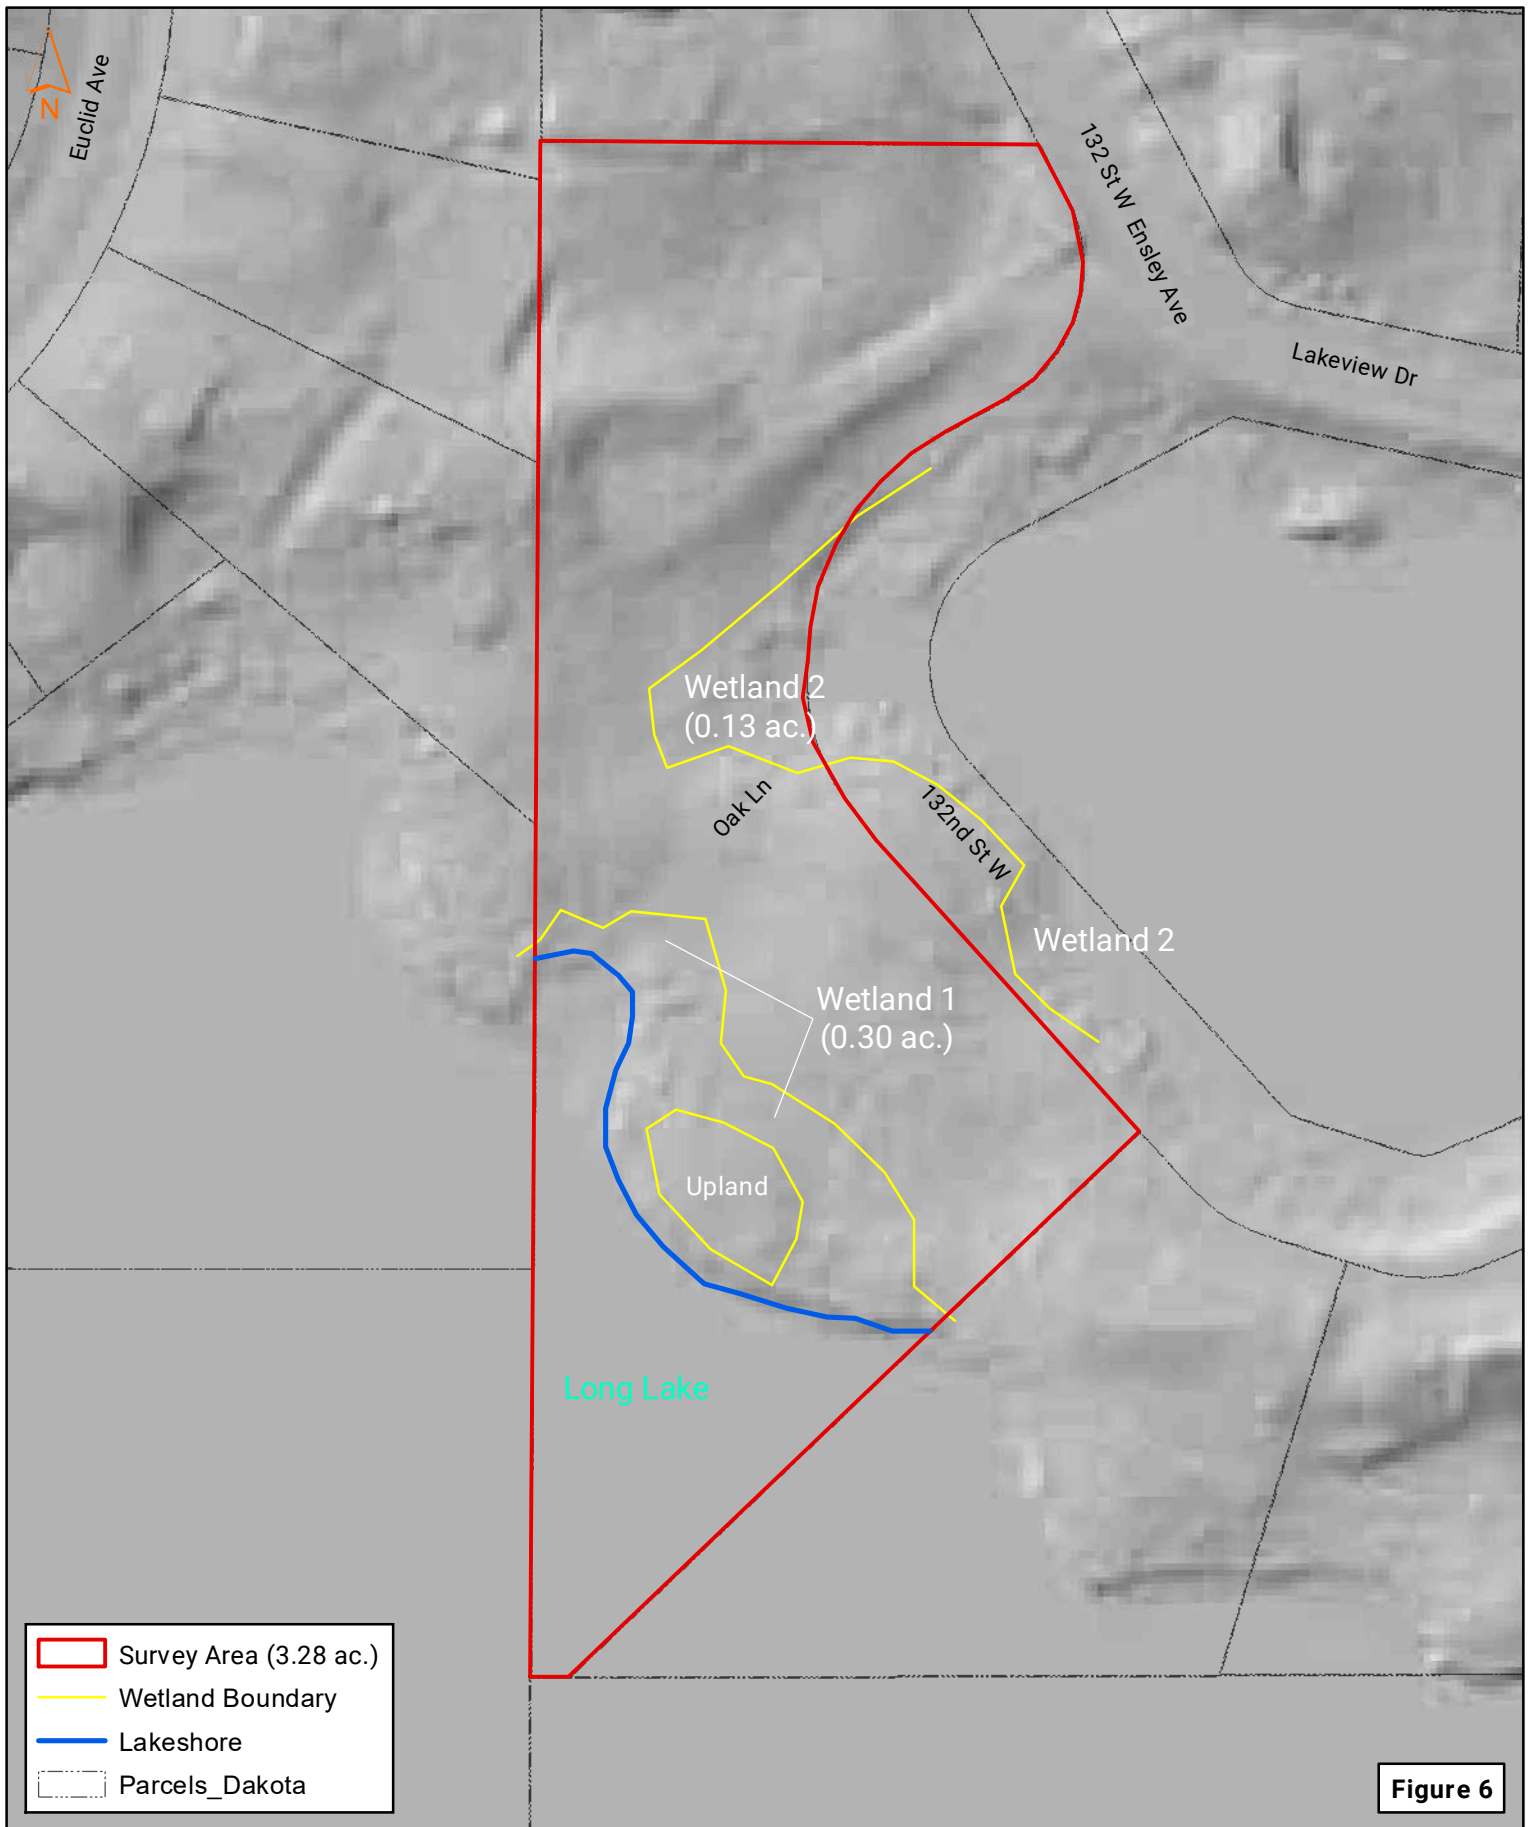 N
Euclid Ave
132 St W
Ensley Ave
Lakeview Dr
Wetland 2
(0.13 ac.)
Oak Ln
132nd St W
Wetland 2
Wetland 1
(0.30 ac.)
Upland
Long Lake
Survey Area (3.28 ac.)
Wetland Boundary
Lakeshore
Parcels_Dakota
Figure 6